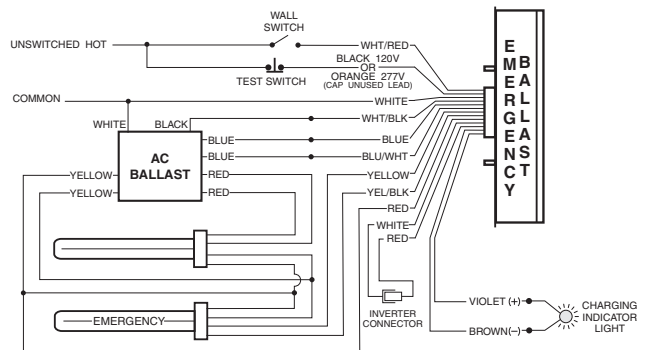 WALL
SWITCH
UNSWITCHED HOT
WHT/RED
BLACK 120V
OR
ORANGE 277V
(CAP UNUSED LEAD)
TEST SWITCH
COMMON
WHITE
WHITE
BLACK
WHT/BLK
BLUE
BLUE
BLUE
BLU/WHT
AC
BALLAST
YELLOW
RED
YELLOW
YELLOW
RED
YEL/BLK
RED
WHITE
RED
EMERGENCY
BALLAST
EMERGENCY
INVERTER
CONNECTOR
VIOLET (+)
BROWN(–)
CHARGING
INDICATOR
LIGHT